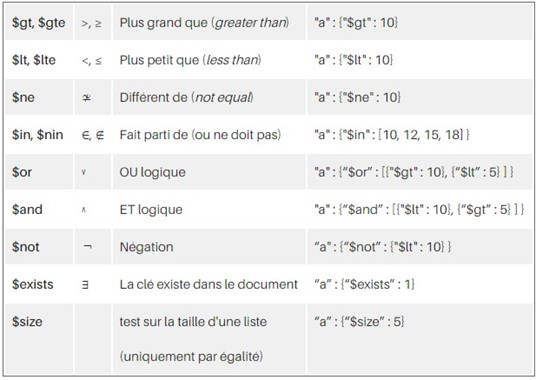 $gt, $gte >, ≥ Plus grand que (greater than) "a" : {"$gt" : 10}
$lt, $lte <, ≤ Plus petit que (less than) "a" : {"$lt" : 10}
$ne ≭ Différent de (not equal) "a" : {"$ne" : 10}
$in, $nin ∈, ∉ Fait parti de (ou ne doit pas) "a" : {"$in" : [10, 12, 15, 18] }
$or ∨ OU logique "a" : {“$or” : [{"$gt" : 10}, {“$lt” : 5} ] }
$and ∧ ET logique "a" : {“$and” : [{"$lt" : 10}, {“$gt” : 5} ] }
$not ¬ Négation “a” : {“$not” : {"$lt" : 10} }
$exists ∃ La clé existe dans le document “a” : {“$exists” : 1}
$size test sur la taille d'une liste “a” : {“$size” : 5}
(uniquement par égalité)